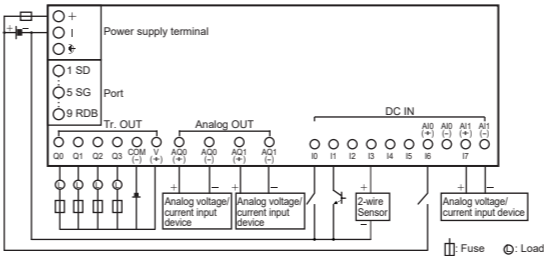 +
Power supply terminal
+ −
1 SD
5 SG Port
9 RDB
Tr. OUT Analog OUT DC IN
Q0 Q1 Q2 Q3 COM (−) V (+) AQ0 (+) AQ0 (−) AQ1 (+) AQ1 (−) I0 I1 I2 I3 I4 I5 I6 I7
AI0 (+) AI0 (−) AI1 (+) AI1 (−)
L L L L
+ − + − + + −
Analog voltage/ current input device
Analog voltage/ current input device
2-wire Sensor
−
Analog voltage/ current input device
: Fuse L : Load